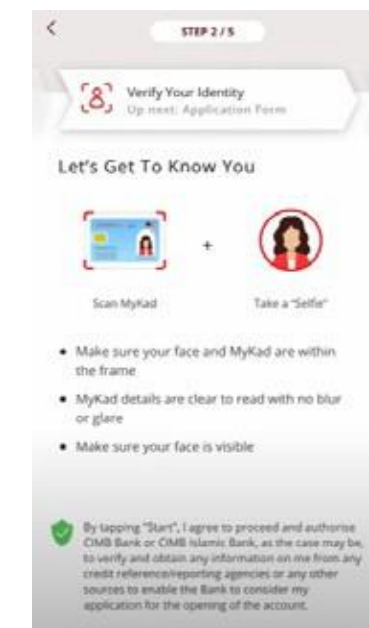 STEP 2 / 5
Verify Your Identity
Up next: Application Form
Let's Get To Know You
+
Scan MyKad
Take a "Selfie"
• Make sure your face and MyKad are within
the frame
• MyKad details are clear to read with no blur
or glare
• Make sure your face is visible
By tapping "Start", I agree to proceed and authorise
CIMB Bank or CIMB Islamic Bank, as the case may be,
to verify and obtain any information on me from any
credit reference/reporting agencies or any other
sources to enable the Bank to consider my
application for the opening of the account.